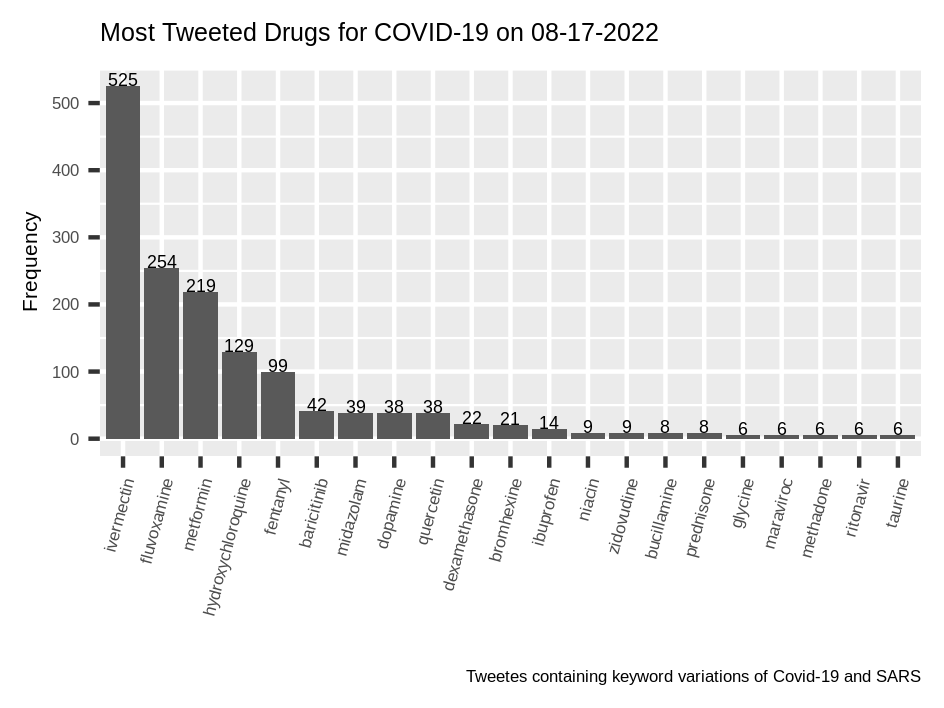 Most Tweeted Drugs for COVID-19 on 08-17-2022
Frequency
500
400
300
200
100
0
525
254
219
129
99
42
39
38
38
22
21
14
9
9
8
8
6
6
6
6
6
ivermectin
fluvoxamine
metformin
hydroxychloroquine
fentanyl
baricitinib
midazolam
dopamine
quercetin
dexamethasone
bromhexine
ibuprofen
niacin
zidovudine
bucillamine
prednisone
glycine
maraviroc
methadone
ritonavir
taurine
Tweetes containing keyword variations of Covid-19 and SARS